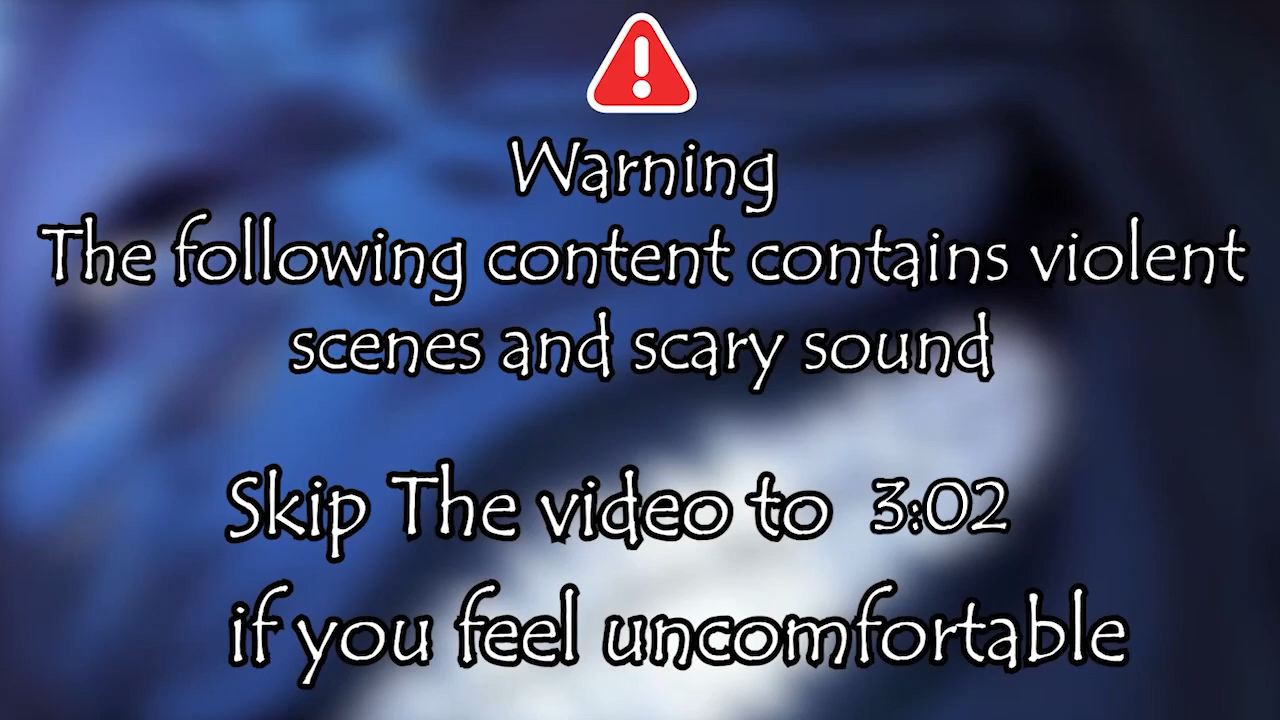 Warning
The following content contains violent
scenes and scary sound
Skip The video to 3:02
if you feel uncomfortable